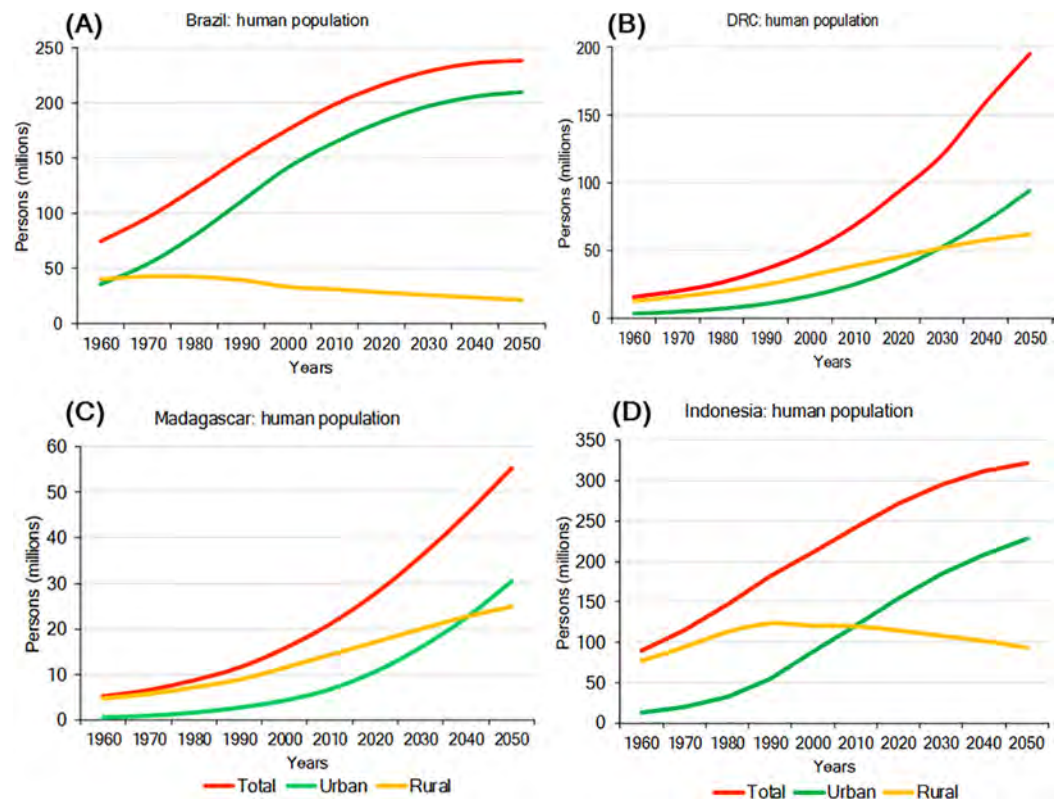 (A)
Brazil: human population
250
200
150
100
50
0
Persons (millions)
1960 1970 1980 1990 2000 2010 2020 2030 2040 2050
Years
(B)
DRC: human population
200
150
100
50
0
Persons (millions)
1960 1970 1980 1990 2000 2010 2020 2030 2040 2050
Years
(C)
Madagascar: human population
60
50
40
30
20
10
0
Persons (millions)
1960 1970 1980 1990 2000 2010 2020 2030 2040 2050
Years
Total Urban Rural
(D)
Indonesia: human population
350
300
250
200
150
100
50
0
Persons (millions)
1960 1970 1980 1990 2000 2010 2020 2030 2040 2050
Years
Total Urban Rural